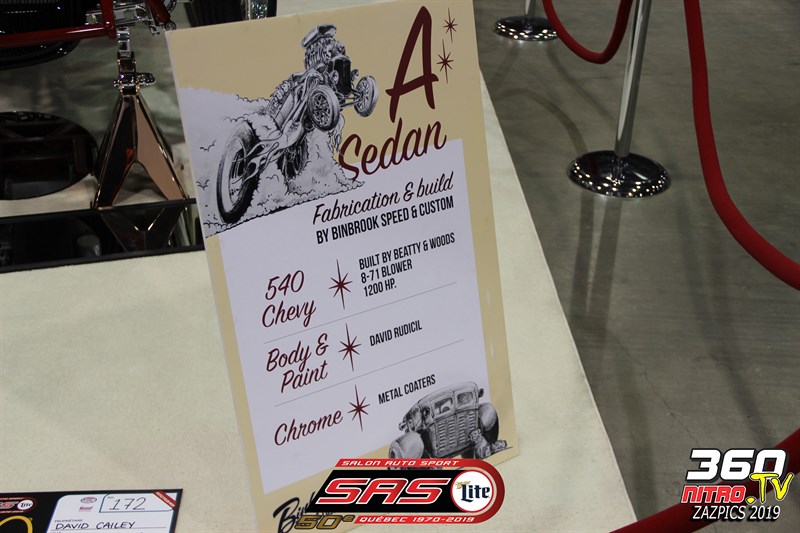 A
Sedan
Fabrication & build
BY BINBROOK SPEED & CUSTOM
540
Chevy
BUILT BY BEATTY & WOODS
8-71 BLOWER
1200 HP.
Body &
Paint
DAVID RUDICIL
Chrome
METAL COATERS
172
DAVID CAILEY
SALON AUTO SPORT
SAS
Lite
50e
QUÉBEC 1970-2019
360
NITRO.TV
ZAZPICS 2019